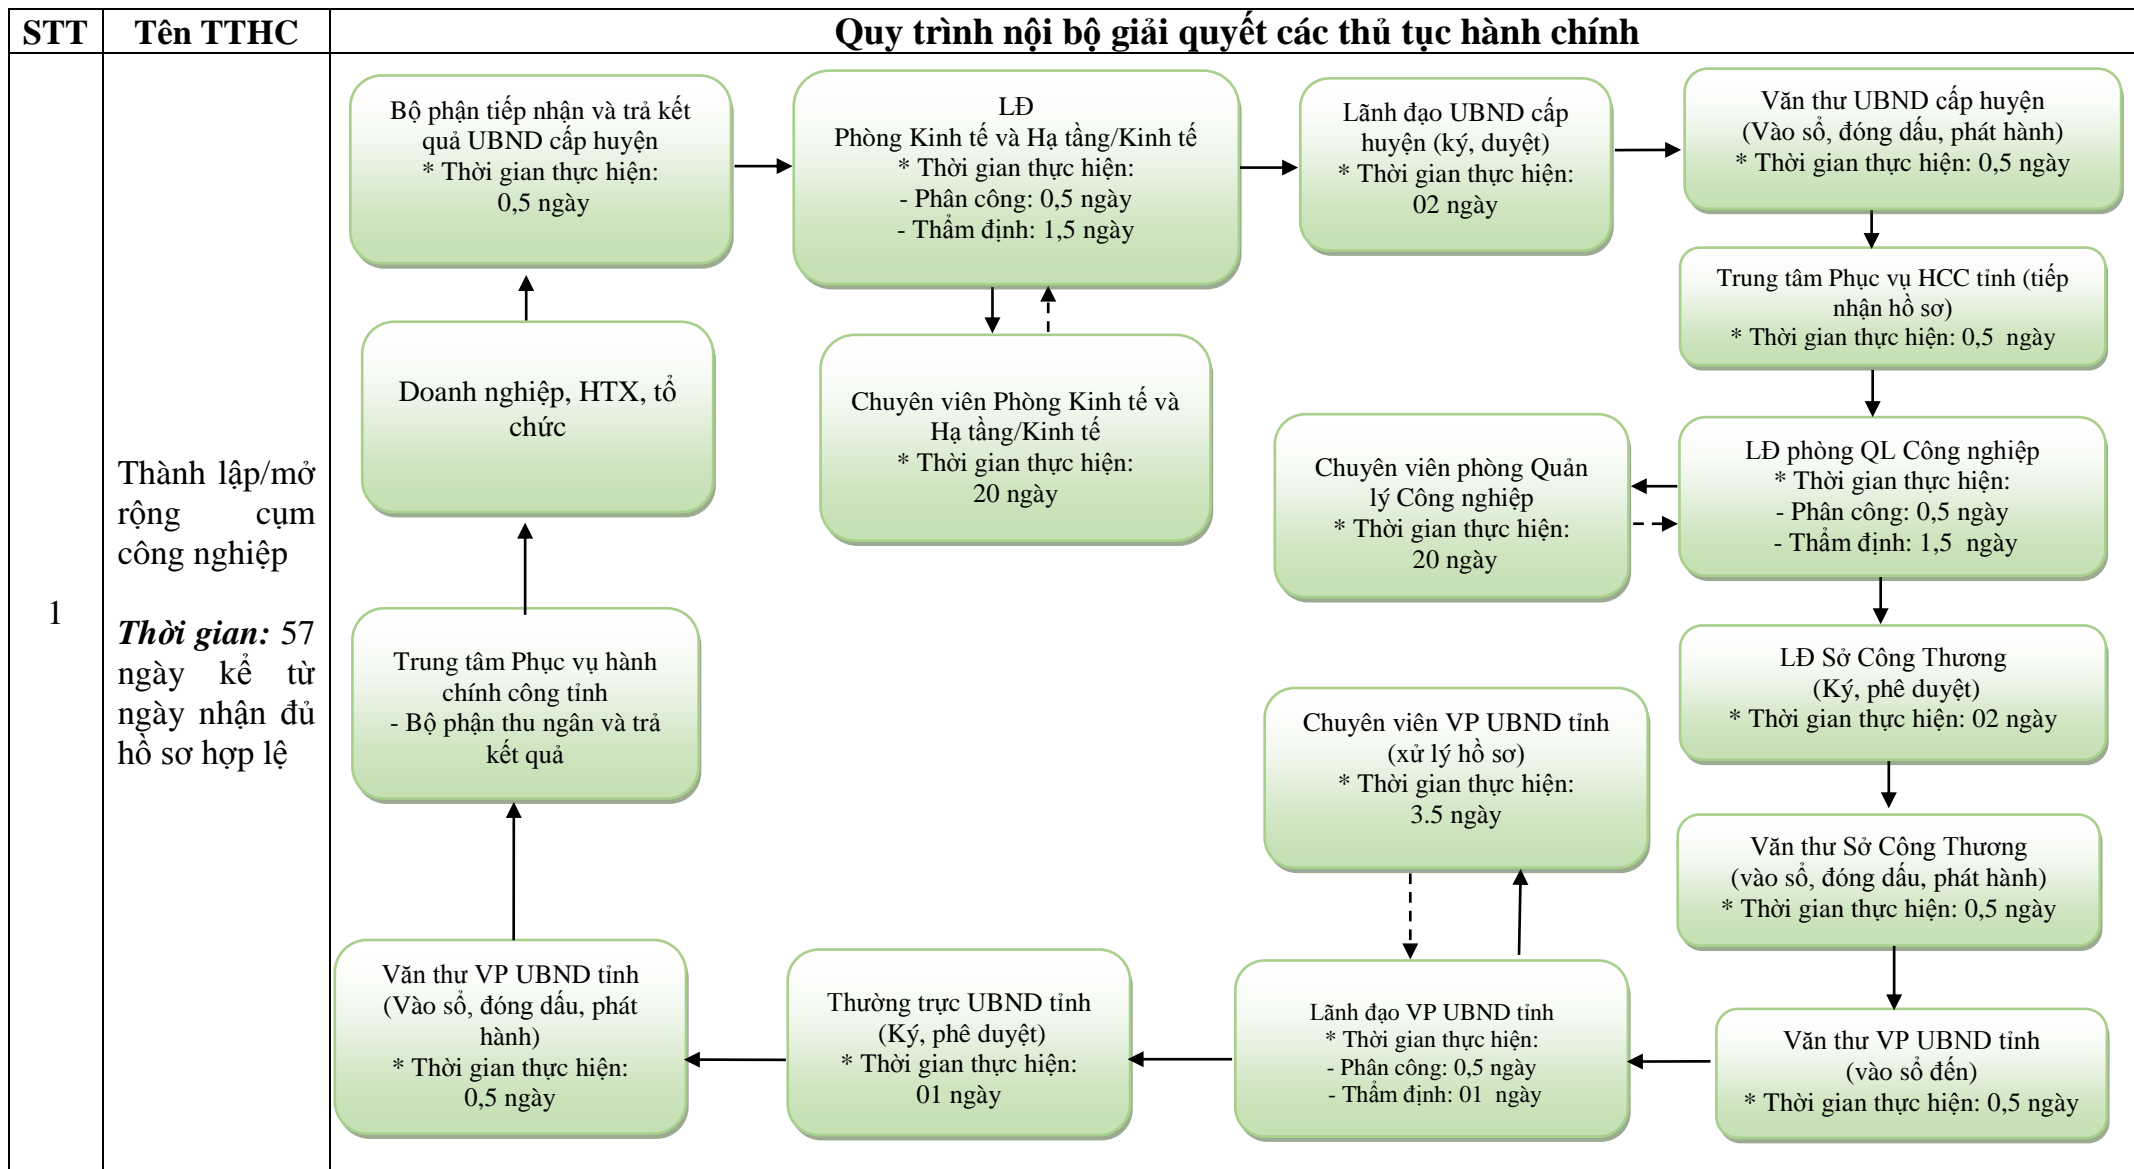 STT
Tên TTHC
Quy trình nội bộ giải quyết các thủ tục hành chính
1
Thành lập/mở
rộng cụm
công nghiệp
Thời gian: 57
ngày kể từ
ngày nhận đủ
hồ sơ hợp lệ
Bộ phận tiếp nhận và trả kết
quả UBND cấp huyện
* Thời gian thực hiện:
0,5 ngày
LĐ
Phòng Kinh tế và Hạ tầng/Kinh tế
* Thời gian thực hiện:
- Phân công: 0,5 ngày
- Thẩm định: 1,5 ngày
Lãnh đạo UBND cấp
huyện (ký, duyệt)
* Thời gian thực hiện:
02 ngày
Văn thư UBND cấp huyện
(Vào sổ, đóng dấu, phát hành)
* Thời gian thực hiện: 0,5 ngày
Trung tâm Phục vụ HCC tỉnh (tiếp
nhận hồ sơ)
* Thời gian thực hiện: 0,5 ngày
Doanh nghiệp, HTX, tổ
chức
Chuyên viên Phòng Kinh tế và
Hạ tầng/Kinh tế
* Thời gian thực hiện:
20 ngày
Chuyên viên phòng Quản
lý Công nghiệp
* Thời gian thực hiện:
20 ngày
LĐ phòng QL Công nghiệp
* Thời gian thực hiện:
- Phân công: 0,5 ngày
- Thẩm định: 1,5 ngày
Trung tâm Phục vụ hành
chính công tỉnh
- Bộ phận thu ngân và trả
kết quả
LĐ Sở Công Thương
(Ký, phê duyệt)
* Thời gian thực hiện: 02 ngày
Chuyên viên VP UBND tỉnh
(xử lý hồ sơ)
* Thời gian thực hiện:
3.5 ngày
Văn thư Sở Công Thương
(vào sổ, đóng dấu, phát hành)
* Thời gian thực hiện: 0,5 ngày
Văn thư VP UBND tỉnh
(Vào sổ, đóng dấu, phát
hành)
* Thời gian thực hiện:
0,5 ngày
Thường trực UBND tỉnh
(Ký, phê duyệt)
* Thời gian thực hiện:
01 ngày
Lãnh đạo VP UBND tỉnh
* Thời gian thực hiện:
- Phân công: 0,5 ngày
- Thẩm định: 01 ngày
Văn thư VP UBND tỉnh
(vào sổ đến)
* Thời gian thực hiện: 0,5 ngày